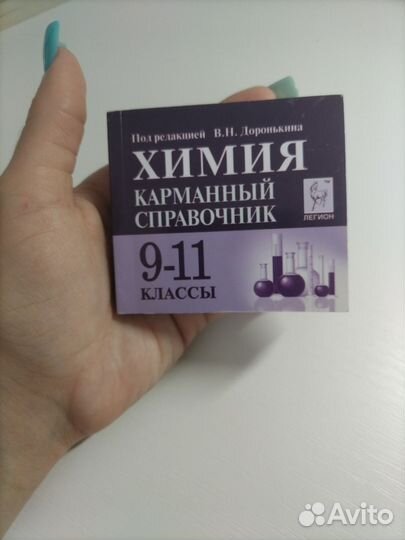 Под редакцией В.Н. Доронькина
ХИМИЯ
КАРМАННЫЙ
СПРАВОЧНИК
ЛЕГИОН
9-11
КЛАССЫ
Avito